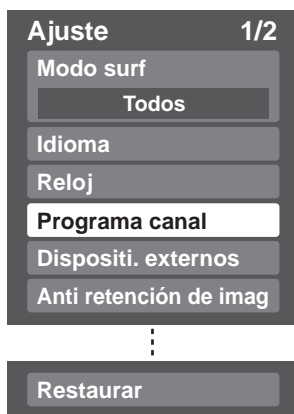 Ajuste 1/2
Modo surf
Todos
Idioma
Reloj
Programa canal
Dispositi. externos
Anti retención de imag
Restaurar